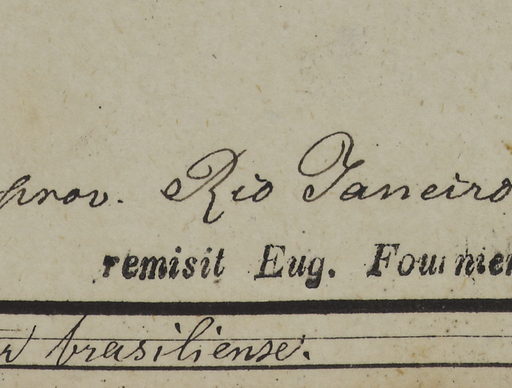 prov. Rio Janeiro
remisit Eug. Fournier
brasiliense.